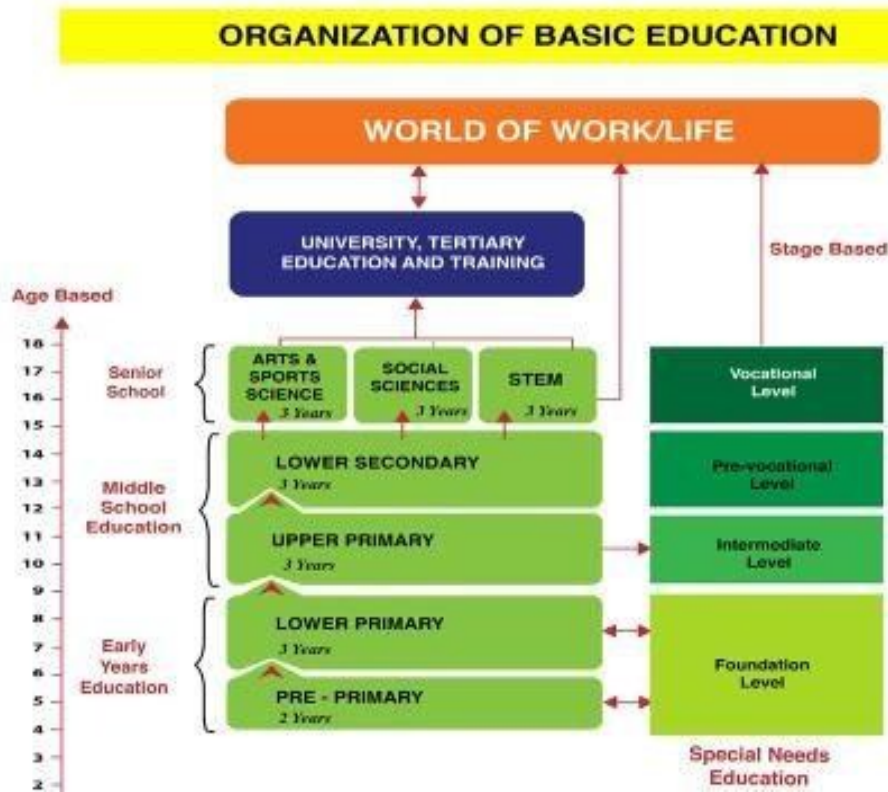 ORGANIZATION OF BASIC EDUCATION
WORLD OF WORK/LIFE
UNIVERSITY, TERTIARY
EDUCATION AND TRAINING
Stage Based
Age Based
18
17
16
15
14
13
12
11
10
9
8
7
6
5
4
3
2
Senior
School
ARTS &
SPORTS
SCIENCE
3 Years
SOCIAL
SCIENCES
3 Years
STEM
3 Years
Vocational
Level
Middle
School
Education
LOWER SECONDARY
3 Years
Pre-vocational
Level
UPPER PRIMARY
3 Years
Intermediate
Level
Early
Years
Education
LOWER PRIMARY
3 Years
PRE - PRIMARY
2 Years
Foundation
Level
Special Needs
Education